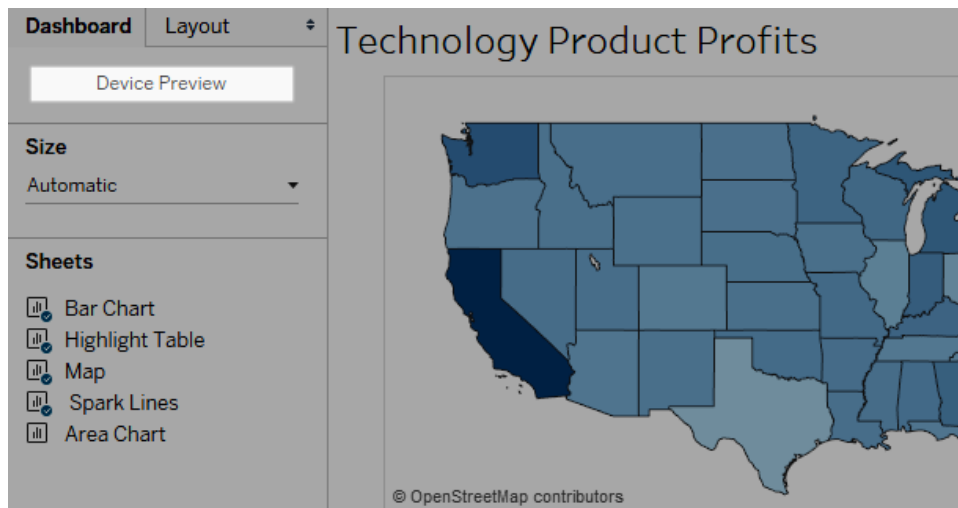 Dashboard Layout
Technology Product Profits
Device Preview
Size
Automatic
Sheets
Bar Chart
Highlight Table
Map
Spark Lines
Area Chart
© OpenStreetMap contributors